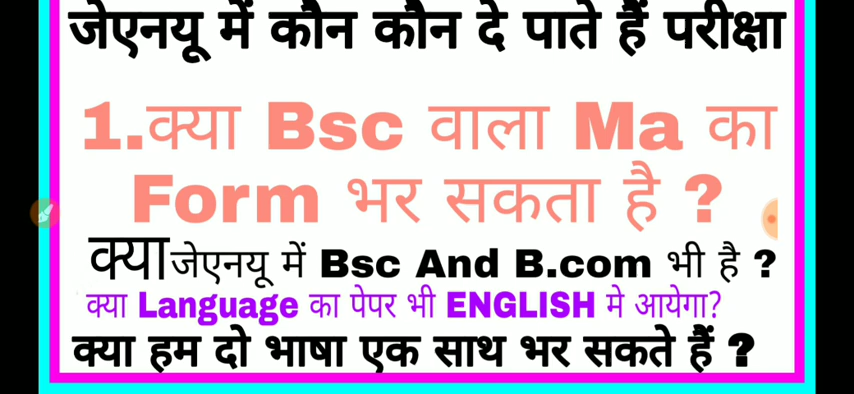 जेएनयू में कौन कौन दे पाते हैं परीक्षा
1.क्या Bsc वाला Ma का
Form भर सकता है ?
क्या जेएनयू में Bsc And B.com भी है ?
क्या Language का पेपर भी ENGLISH मे आयेगा?
क्या हम दो भाषा एक साथ भर सकते हैं ?